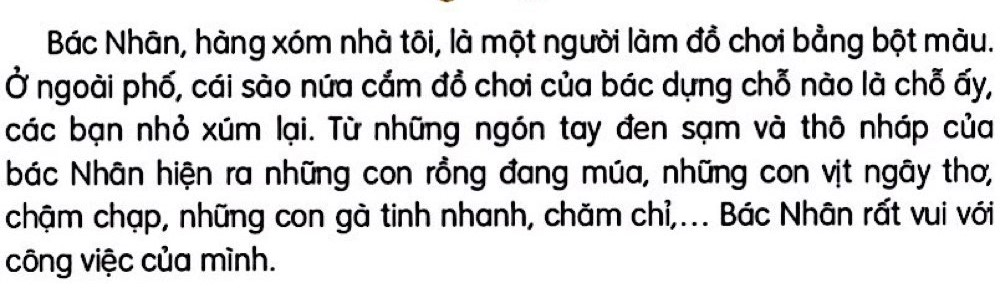 Bác Nhân, hàng xóm nhà tôi, là một người làm đồ chơi bằng bột màu.
Ở ngoài phố, cái sào nứa cắm đồ chơi của bác dựng chỗ nào là chỗ ấy,
các bạn nhỏ xúm lại. Từ những ngón tay đen sạm và thô nháp của
bác Nhân hiện ra những con rồng đang múa, những con vịt ngây thơ,
chậm chạp, những con gà tinh nhanh, chăm chỉ,... Bác Nhân rất vui với
công việc của mình.